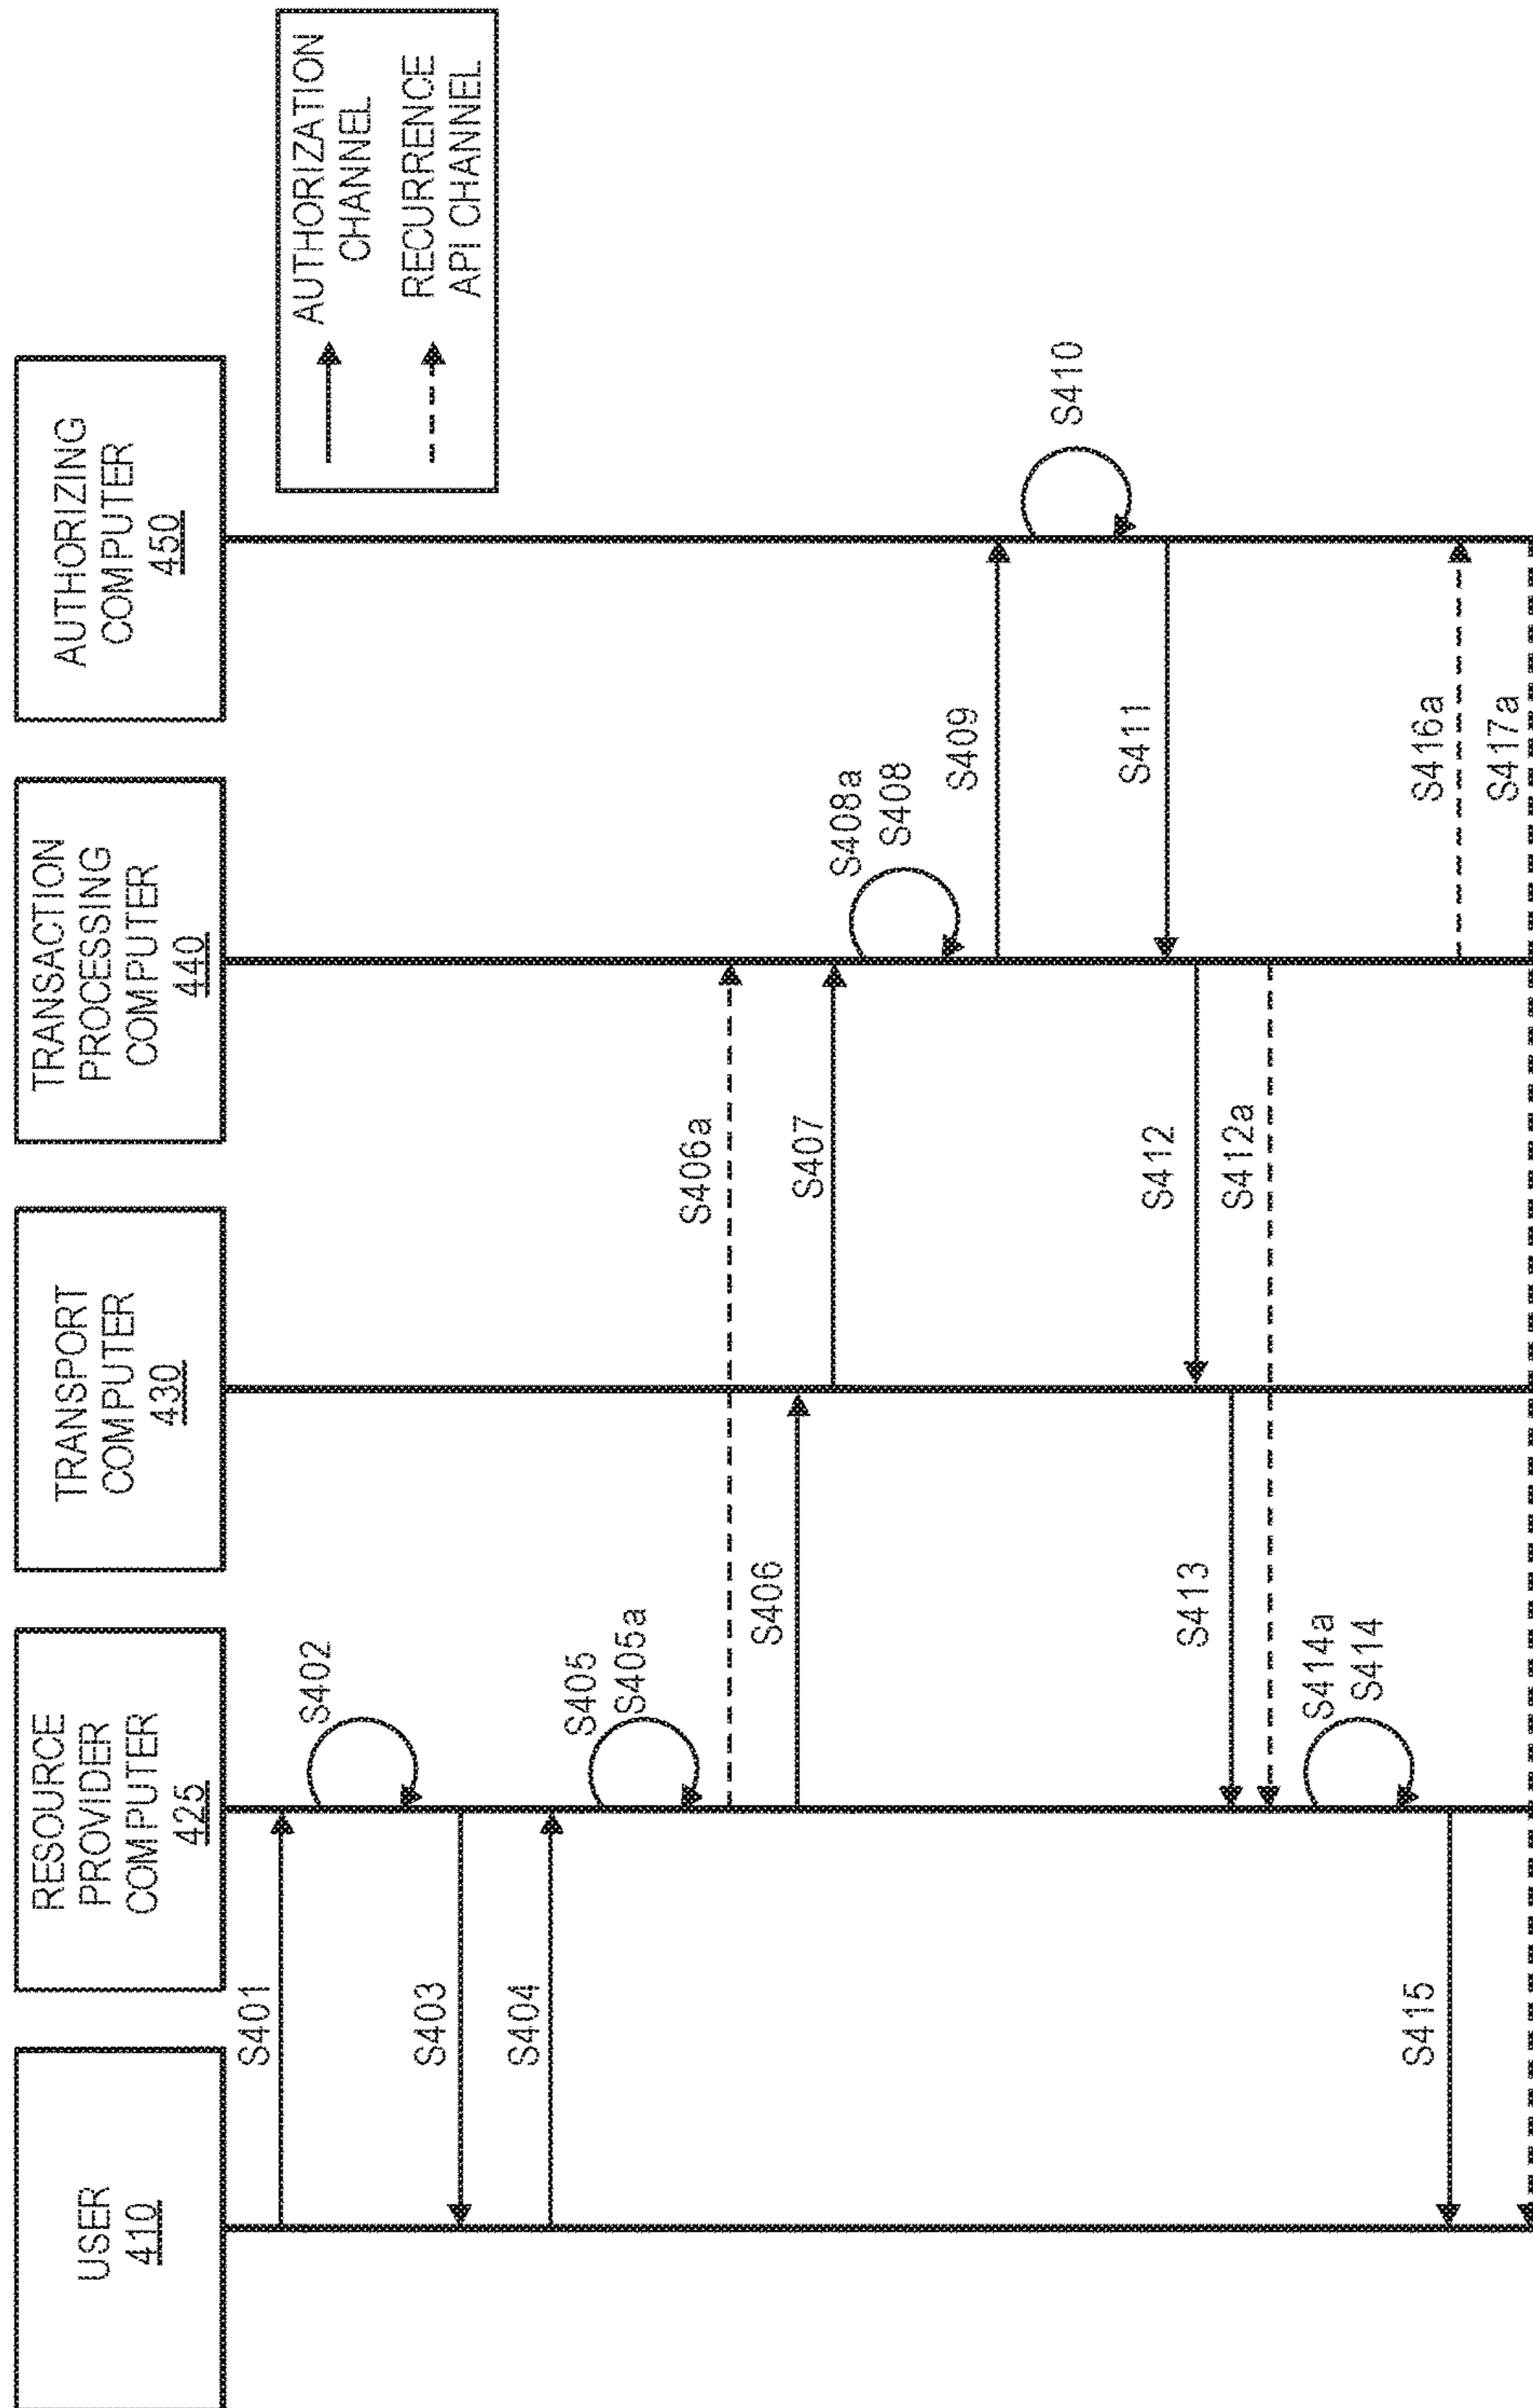 USER
410
RESOURCE
PROVIDER
COMPUTER
425
TRANSPORT
COMPUTER
430
TRANSACTION
PROCESSING
COMPUTER
440
AUTHORIZING
COMPUTER
450
AUTHORIZATION
CHANNEL
RECURRENCE
API CHANNEL
S401
S402
S403
S404
S405
S405a
S406a
S406
S407
S408a
S408
S409
S410
S411
S412
S413
S412a
S414a
S414
S415
S416a
S417a